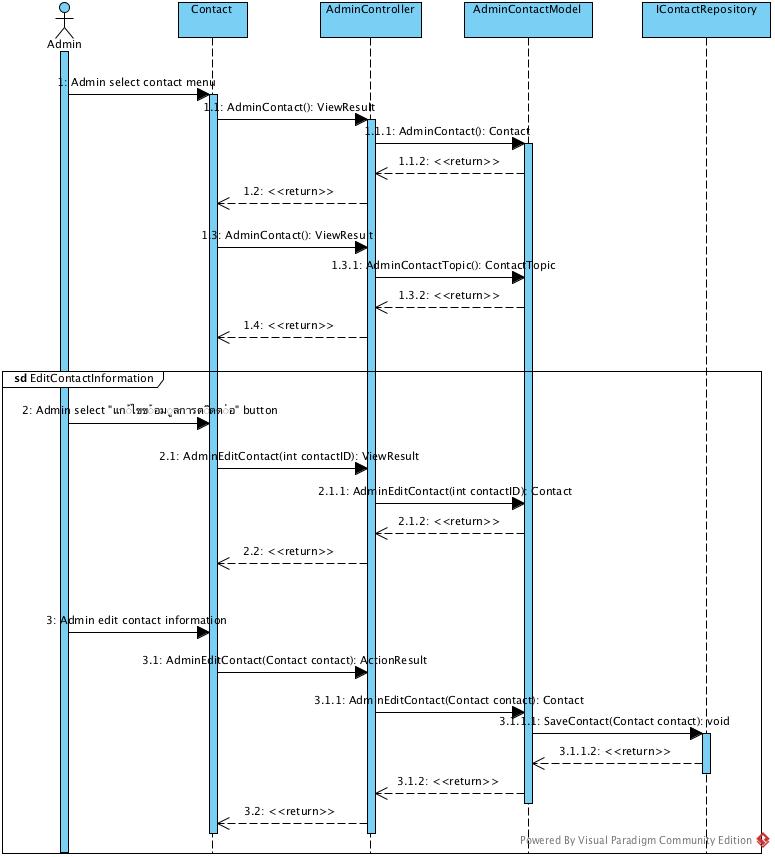 Contact
AdminController
AdminContactModel
IContactRepository
Admin
1: Admin select contact menu
1.1: AdminContact(): ViewResult
1.1.1: AdminContact(): Contact
1.1.2: <<return>>
1.2: <<return>>
1.3: AdminContact(): ViewResult
1.3.1: AdminContactTopic(): ContactTopic
1.3.2: <<return>>
1.4: <<return>>
sd EditContactInformation
2: Admin select "แก้ไขข้อมูลการติดต่อ" button
2.1: AdminEditContact(int contactID): ViewResult
2.1.1: AdminEditContact(int contactID): Contact
2.1.2: <<return>>
2.2: <<return>>
3: Admin edit contact information
3.1: AdminEditContact(Contact contact): ActionResult
3.1.1: AdminEditContact(Contact contact): Contact
3.1.1.1: SaveContact(Contact contact): void
3.1.1.2: <<return>>
3.1.2: <<return>>
3.2: <<return>>
Powered By Visual Paradigm Community Edition